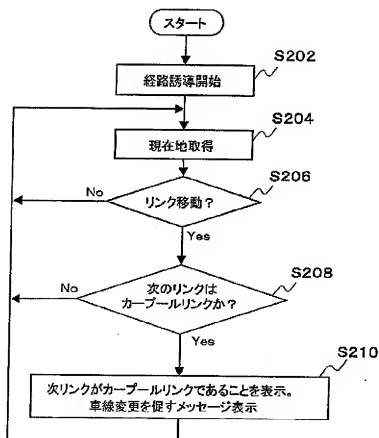 スタート
S202
経路誘導開始
S204
現在地取得
S206
リンク移動？
No
Yes
S208
次のリンクは
カープールリンクか？
No
Yes
S210
次リンクがカープールリンクであることを表示。
車線変更を促すメッセージ表示